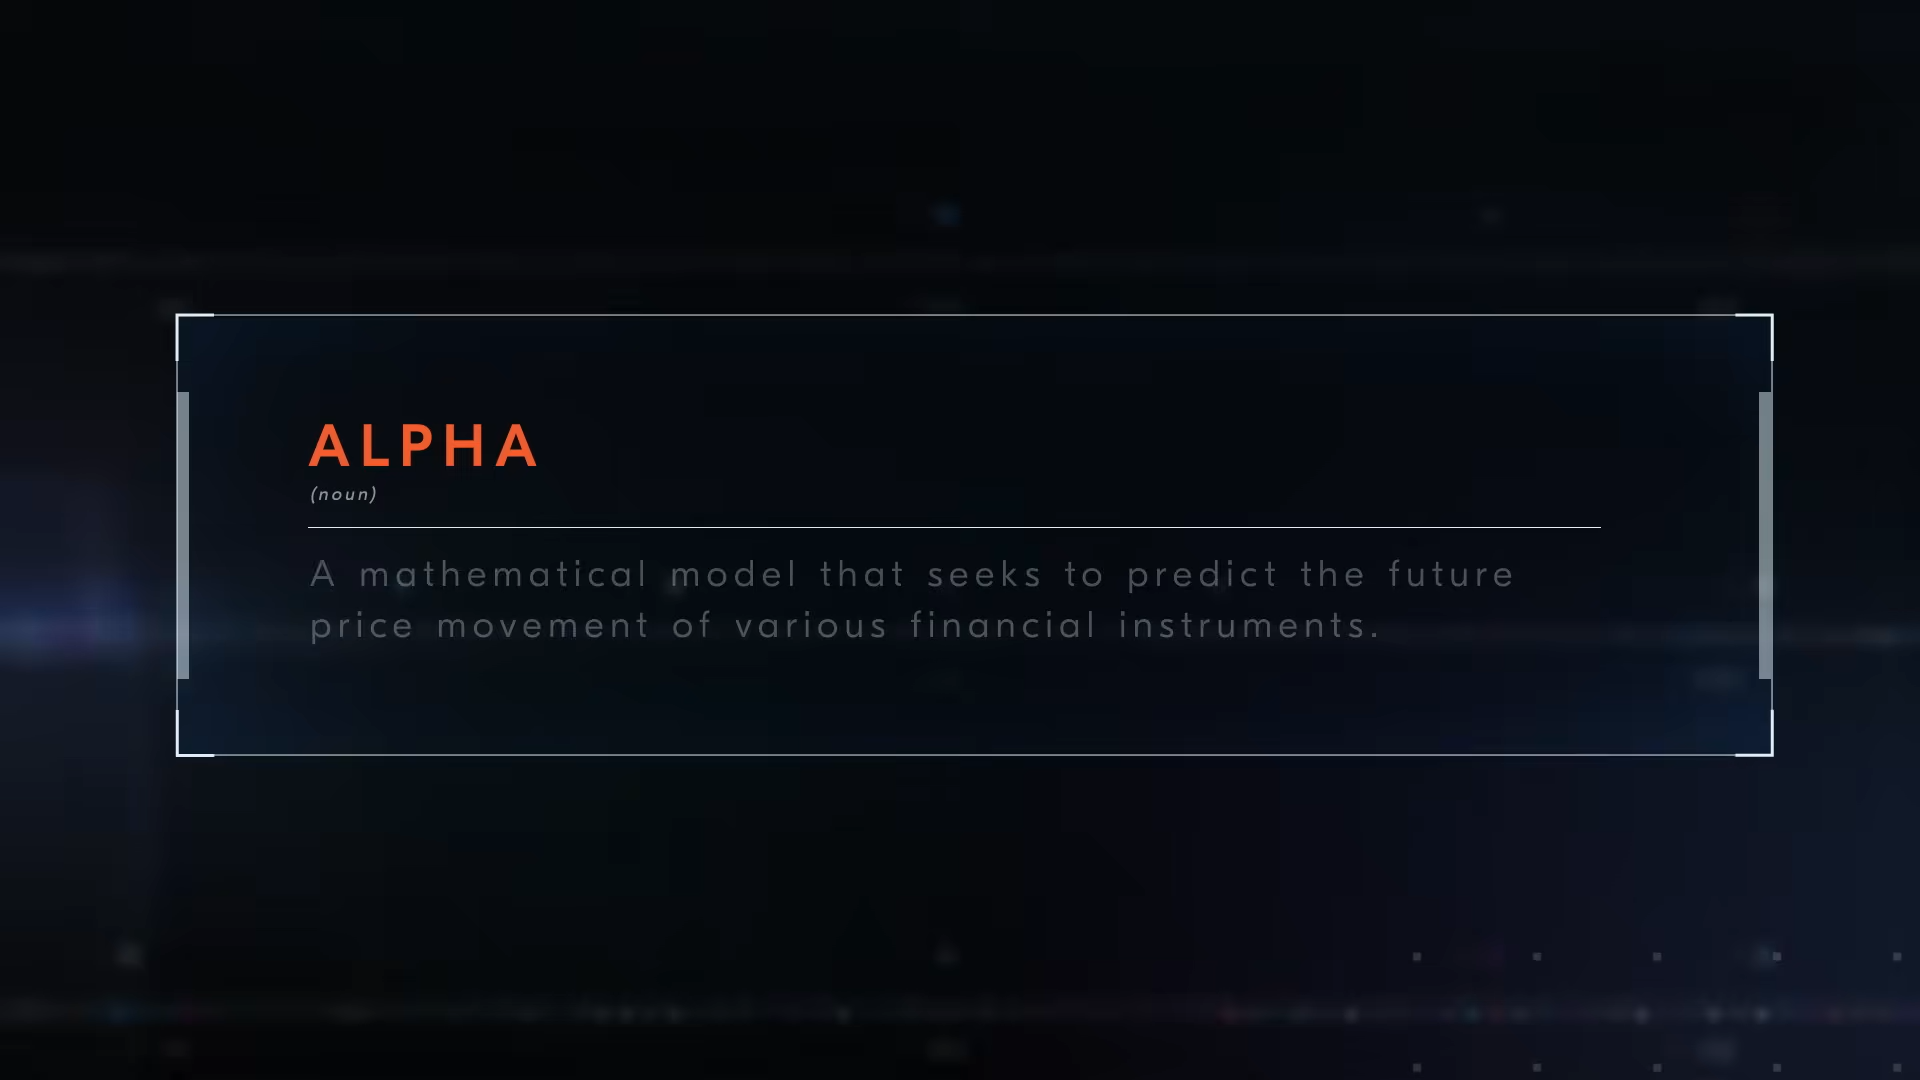 ALPHA
(noun)
A mathematical model that seeks to predict the future
price movement of various financial instruments.